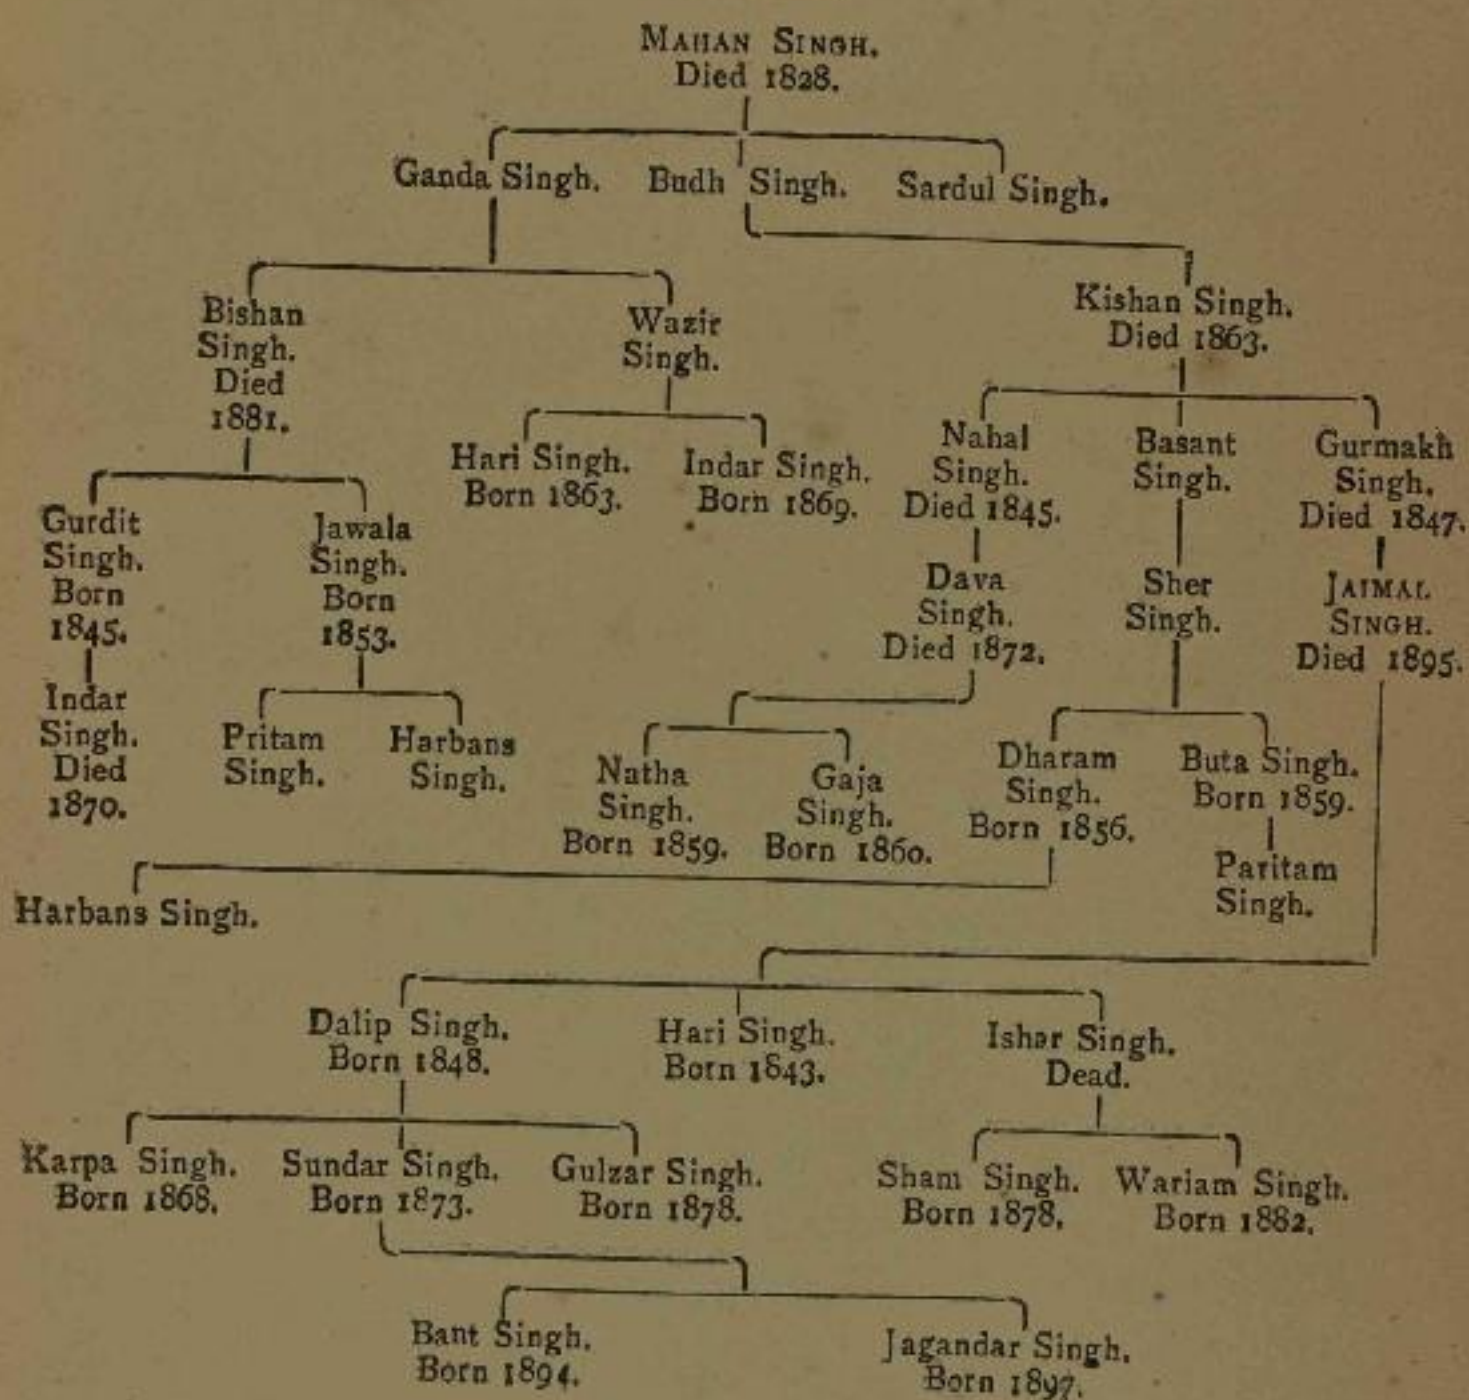 MAHAN SINGH.
Died 1828.
Ganda Singh. Budh Singh. Sardul Singh.
Bishan
Singh.
Died
1881.
Wazir
Singh.
Kishan Singh.
Died 1863.
Hari Singh.
Born 1863.
Indar Singh.
Born 1869.
Nahal
Singh.
Died 1845.
Basant
Singh.
Gurmakh
Singh.
Died 1847.
Gurdit
Singh.
Born
1845.
Jawala
Singh.
Born
1853.
Dava
Singh.
Died 1872.
Sher
Singh.
JAIMAL
SINGH.
Died 1895.
Indar
Singh.
Died
1870.
Pritam
Singh.
Harbans
Singh.
Natha
Singh.
Born 1859.
Gaja
Singh.
Born 1860.
Dharam
Singh.
Born 1856.
Buta Singh.
Born 1859.
Paritam
Singh.
Harbans Singh.
Dalip Singh.
Born 1848.
Hari Singh.
Born 1843.
Ishar Singh.
Dead.
Karpa Singh.
Born 1868.
Sundar Singh.
Born 1873.
Gulzar Singh.
Born 1878.
Sham Singh.
Born 1878.
Wariam Singh.
Born 1882.
Bant Singh.
Born 1894.
Jagandar Singh.
Born 1897.